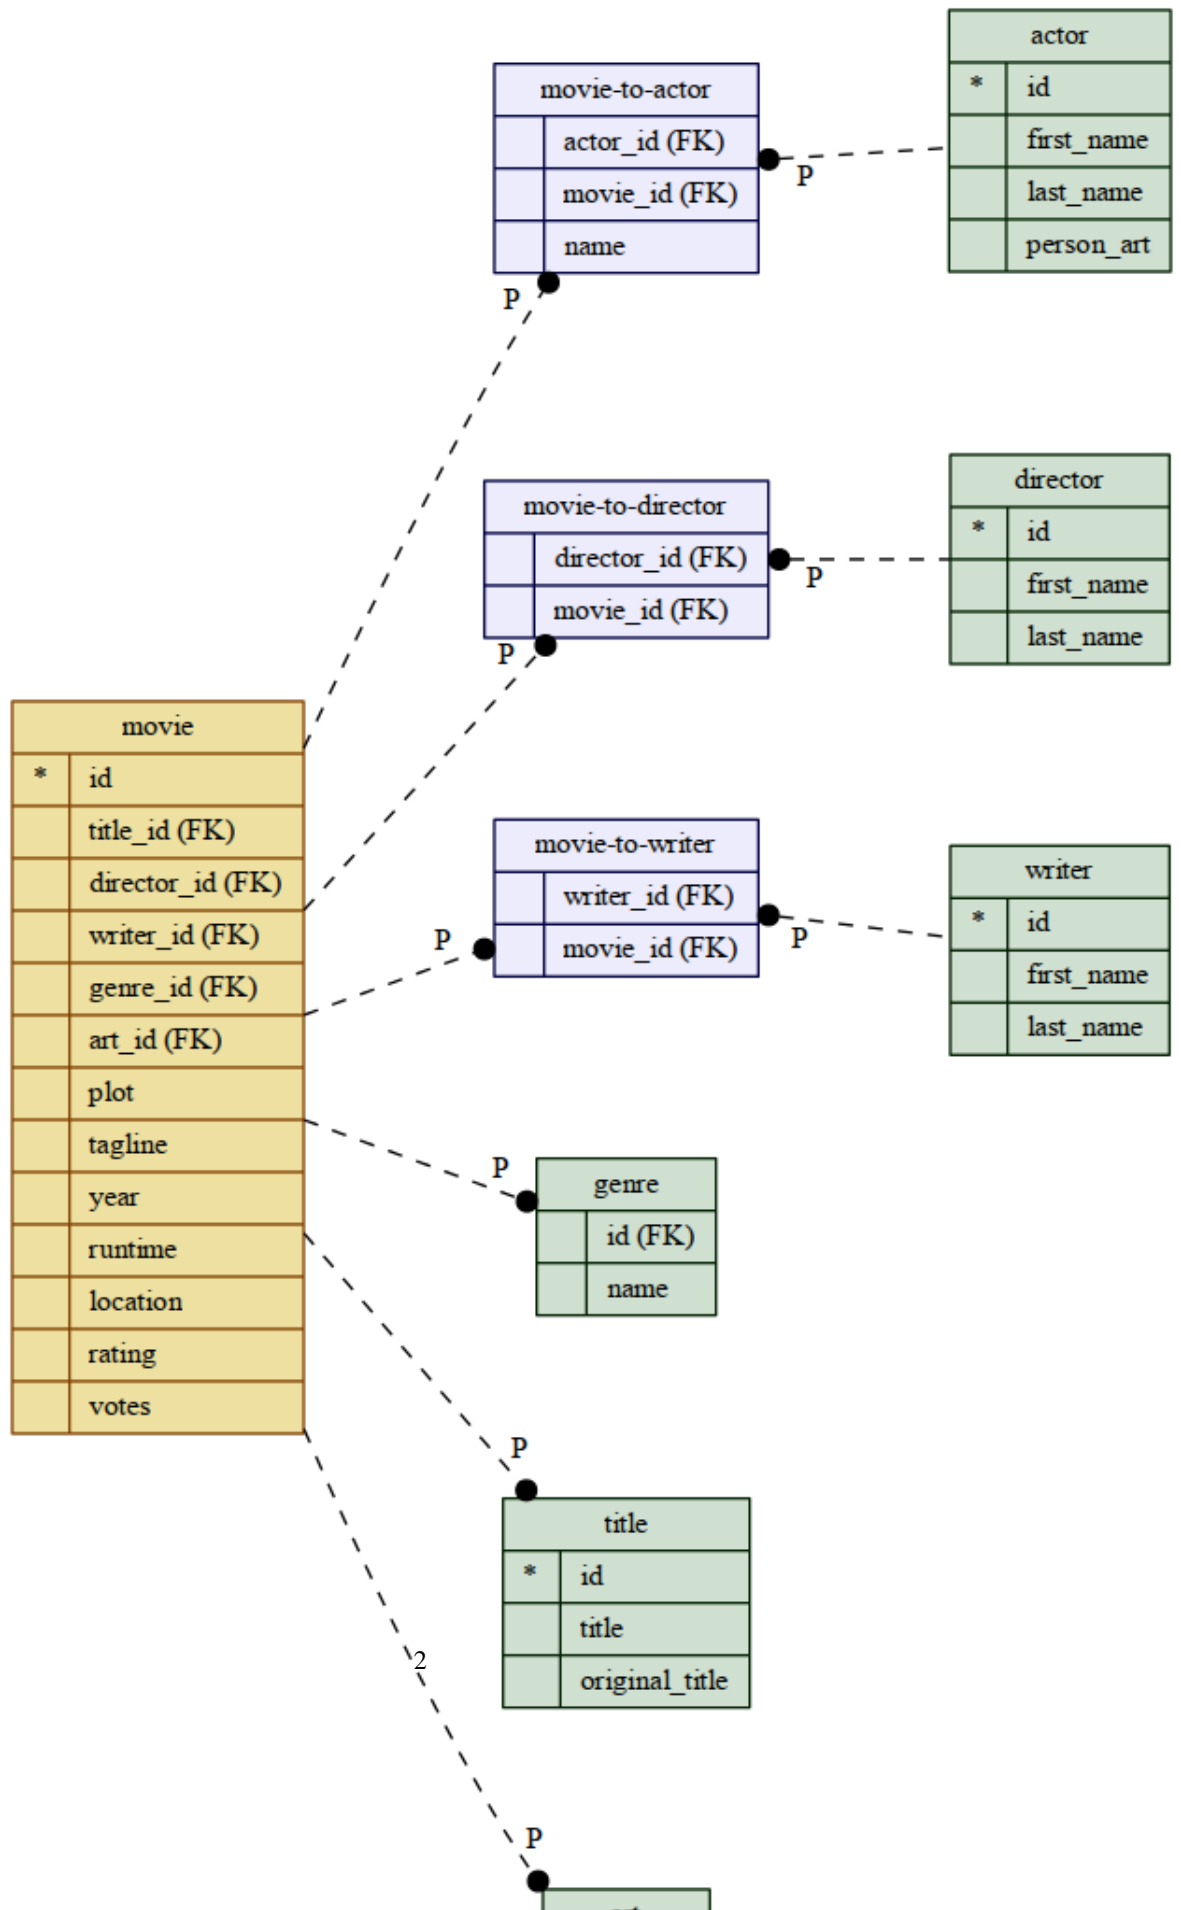 actor
* id
first_name
last_name
person_art
movie-to-actor
actor_id (FK)
movie_id (FK)
name
P
P
director
* id
first_name
last_name
movie-to-director
director_id (FK)
movie_id (FK)
P
P
movie
* id
title_id (FK)
director_id (FK)
writer_id (FK)
genre_id (FK)
art_id (FK)
plot
tagline
year
runtime
location
rating
votes
movie-to-writer
writer_id (FK)
movie_id (FK)
P
P
writer
* id
first_name
last_name
P
genre
id (FK)
name
P
title
* id
title
original_title
2
P